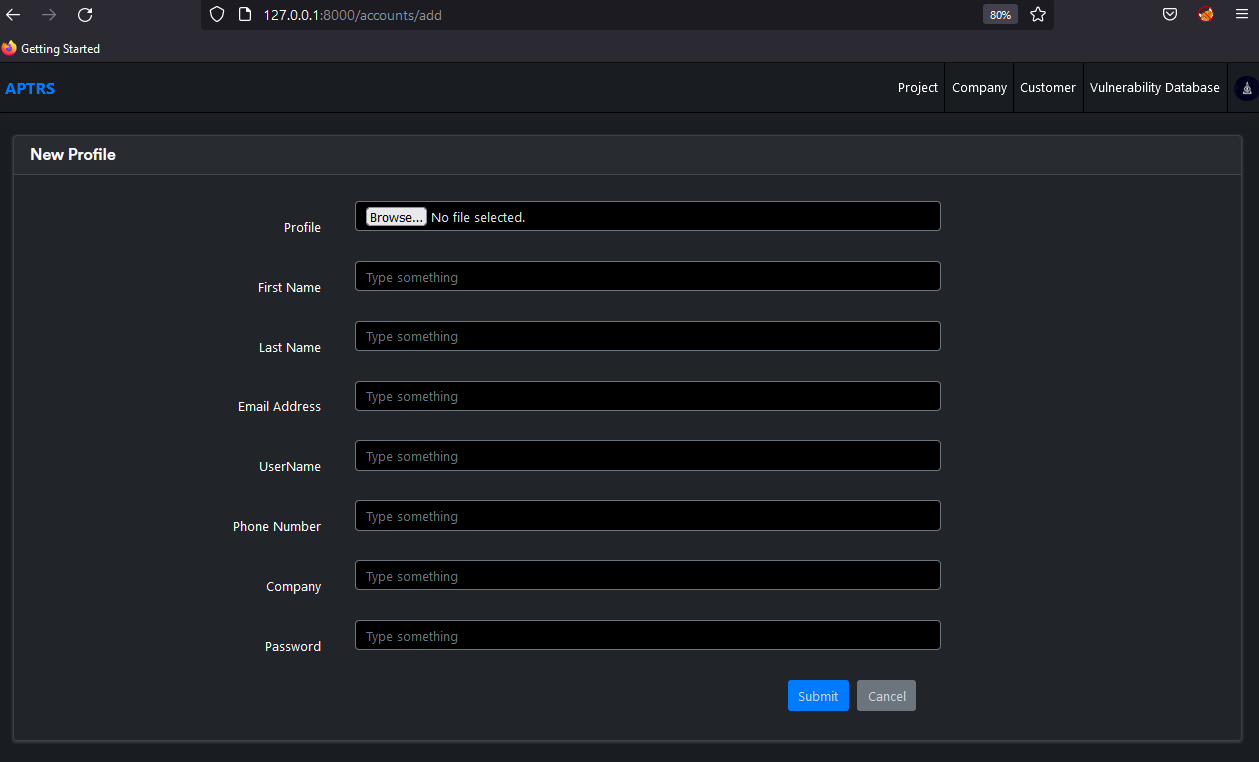 127.0.0.1:8000/accounts/add 80%
Getting Started
APTRS Project Company Customer Vulnerability Database
New Profile
Profile Browse... No file selected.
First Name Type something
Last Name Type something
Email Address Type something
UserName Type something
Phone Number Type something
Company Type something
Password Type something
Submit Cancel